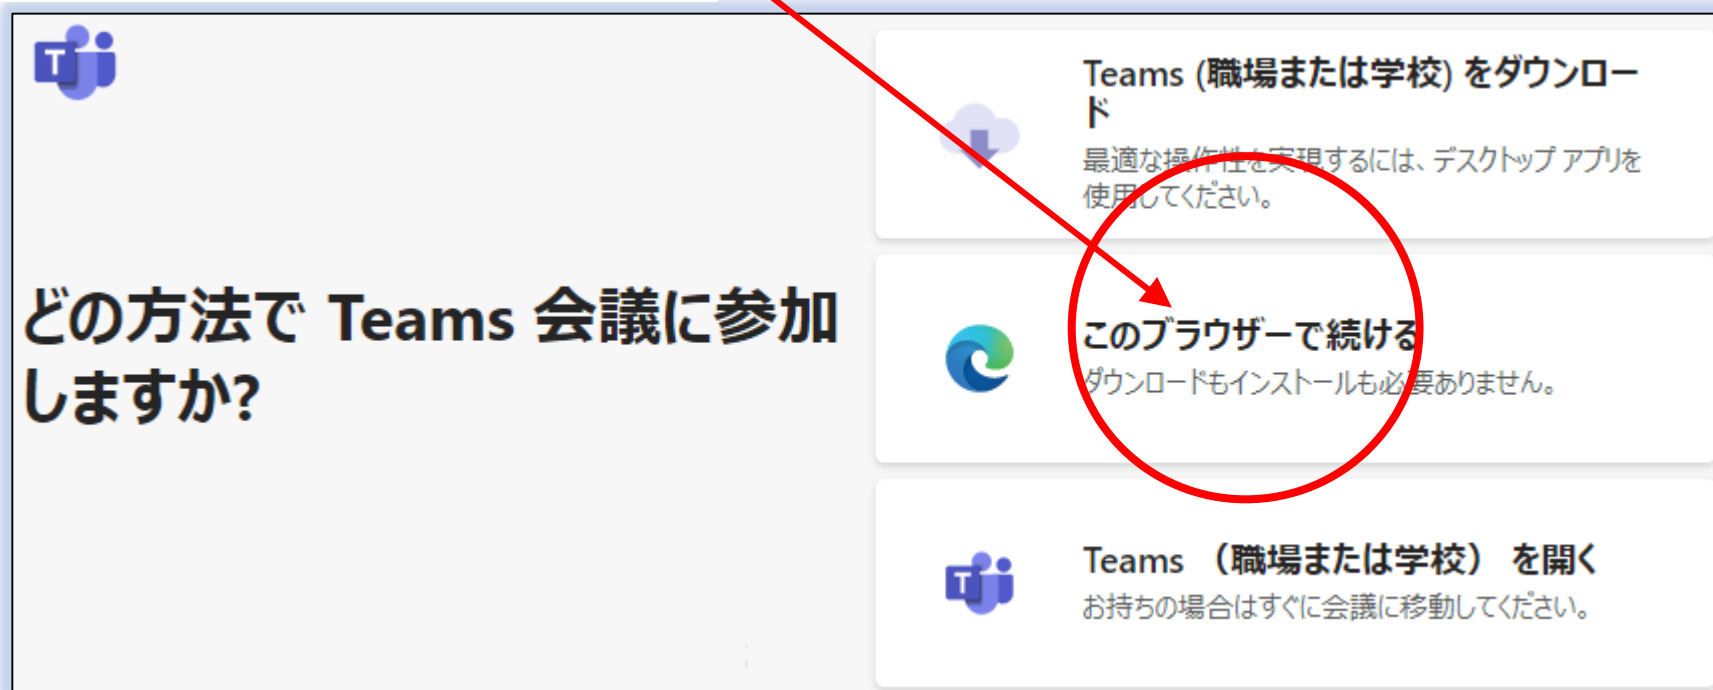 どの方法で Teams 会議に参加
しますか?
Teams (職場または学校) をダウンロー
ド
最適な操作性を実現するには、デスクトップ アプリを
使用してください。
このブラウザーで続ける
ダウンロードもインストールも必要ありません。
Teams （職場または学校） を開く
お持ちの場合はすぐに会議に移動してください。